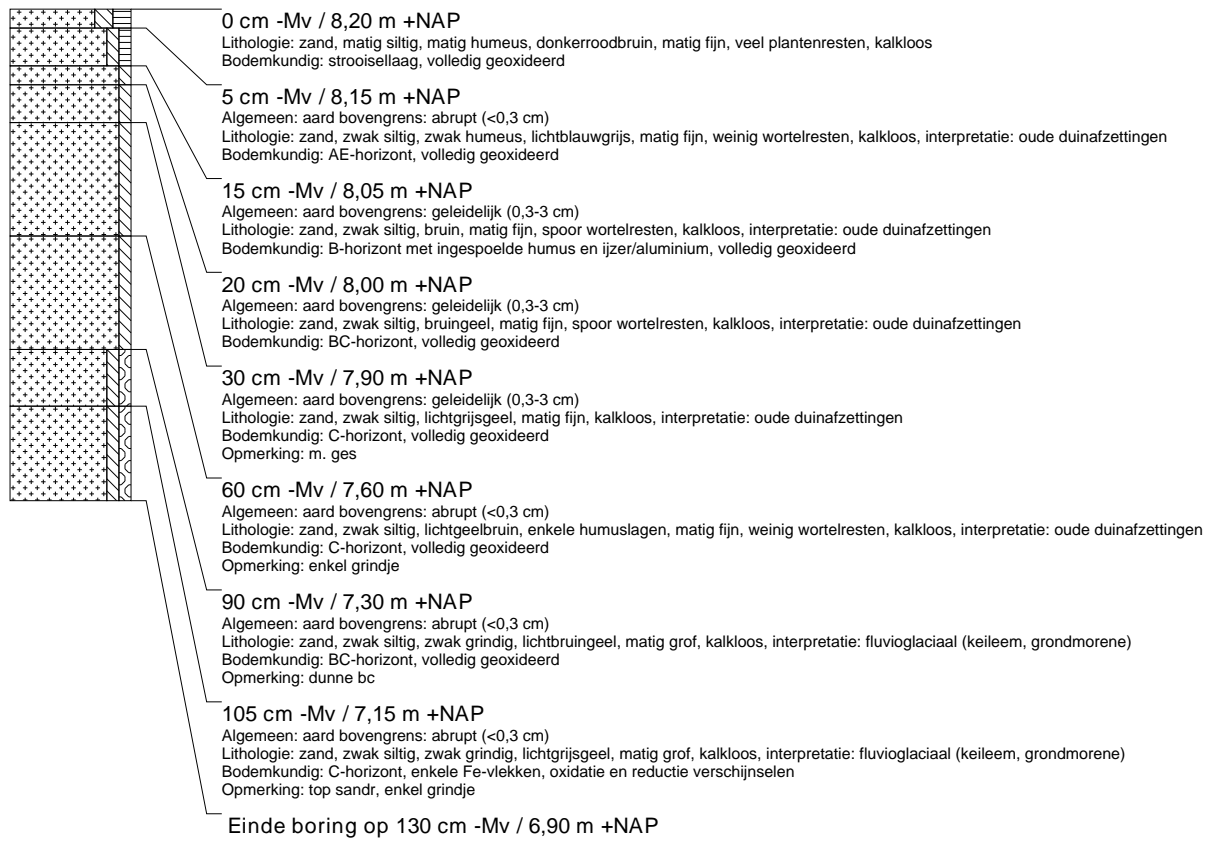 0 cm -Mv / 8,20 m +NAP
Lithologie: zand, matig siltig, matig humeus, donkerroodbruin, matig fijn, veel plantenresten, kalkloos
Bodemkundig: strooisellaag, volledig geoxideerd
5 cm -Mv / 8,15 m +NAP
Algemeen: aard bovengrens: abrupt (<0,3 cm)
Lithologie: zand, zwak siltig, zwak humeus, lichtblauwgrijs, matig fijn, weinig wortelresten, kalkloos, interpretatie: oude duinafzettingen
Bodemkundig: AE-horizont, volledig geoxideerd
15 cm -Mv / 8,05 m +NAP
Algemeen: aard bovengrens: geleidelijk (0,3-3 cm)
Lithologie: zand, zwak siltig, bruin, matig fijn, spoor wortelresten, kalkloos, interpretatie: oude duinafzettingen
Bodemkundig: B-horizont met ingespoelde humus en ijzer/aluminium, volledig geoxideerd
20 cm -Mv / 8,00 m +NAP
Algemeen: aard bovengrens: geleidelijk (0,3-3 cm)
Lithologie: zand, zwak siltig, bruingeel, matig fijn, spoor wortelresten, kalkloos, interpretatie: oude duinafzettingen
Bodemkundig: BC-horizont, volledig geoxideerd
30 cm -Mv / 7,90 m +NAP
Algemeen: aard bovengrens: geleidelijk (0,3-3 cm)
Lithologie: zand, zwak siltig, lichtgrijsgeel, matig fijn, kalkloos, interpretatie: oude duinafzettingen
Bodemkundig: C-horizont, volledig geoxideerd
Opmerking: m. ges
60 cm -Mv / 7,60 m +NAP
Algemeen: aard bovengrens: abrupt (<0,3 cm)
Lithologie: zand, zwak siltig, lichtgeelbruin, enkele humuslagen, matig fijn, weinig wortelresten, kalkloos, interpretatie: oude duinafzettingen
Bodemkundig: C-horizont, volledig geoxideerd
Opmerking: enkel grindje
90 cm -Mv / 7,30 m +NAP
Algemeen: aard bovengrens: abrupt (<0,3 cm)
Lithologie: zand, zwak siltig, zwak grindig, lichtbruingeel, matig grof, kalkloos, interpretatie: fluvioglaciaal (keileem, grondmorene)
Bodemkundig: BC-horizont, volledig geoxideerd
Opmerking: dunne bc
105 cm -Mv / 7,15 m +NAP
Algemeen: aard bovengrens: abrupt (<0,3 cm)
Lithologie: zand, zwak siltig, zwak grindig, lichtgrijsgeel, matig grof, kalkloos, interpretatie: fluvioglaciaal (keileem, grondmorene)
Bodemkundig: C-horizont, enkele Fe-vlekken, oxidatie en reductie verschijnselen
Opmerking: top sandr, enkel grindje
Einde boring op 130 cm -Mv / 6,90 m +NAP